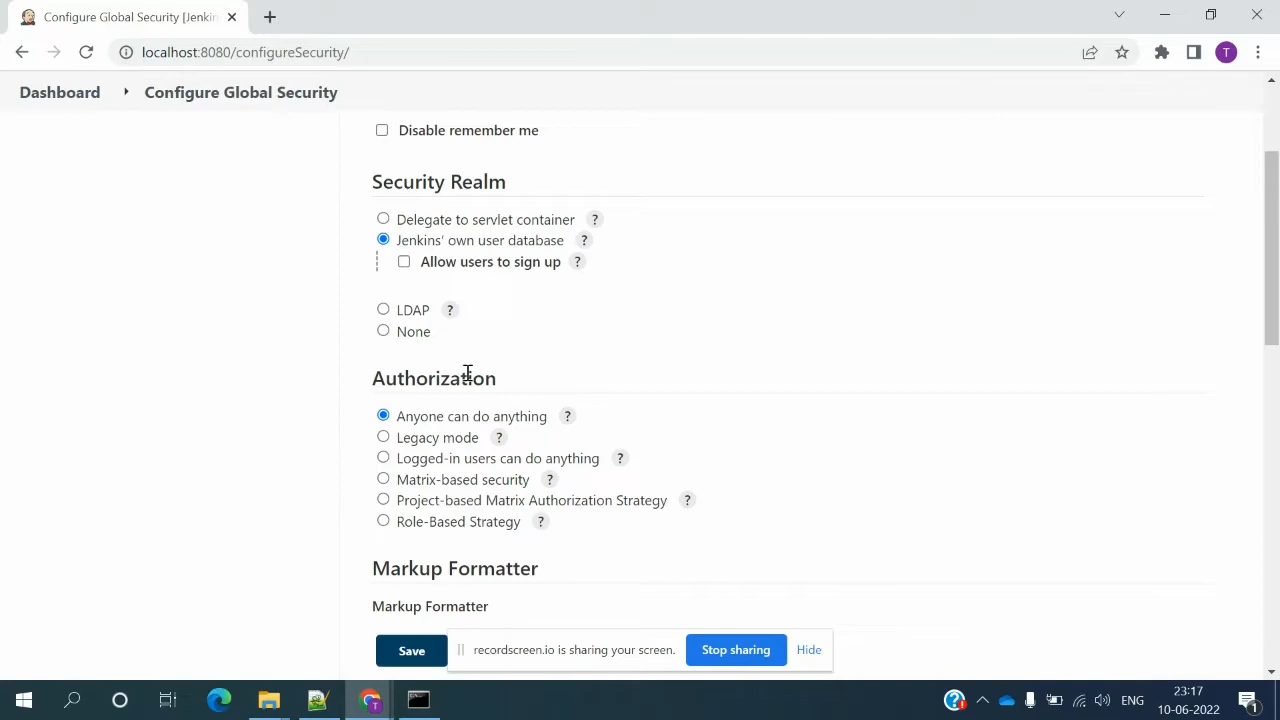 Configure Global Security [Jenkin
localhost:8080/configureSecurity/
T
Dashboard Configure Global Security
Disable remember me
Security Realm
Delegate to servlet container ?
Jenkins' own user database ?
Allow users to sign up ?
LDAP ?
None
Authorization
Anyone can do anything ?
Legacy mode ?
Logged-in users can do anything ?
Matrix-based security ?
Project-based Matrix Authorization Strategy ?
Role-Based Strategy ?
Markup Formatter
Markup Formatter
Save
recordscreen.io is sharing your screen. Stop sharing Hide
T
ENG
23:17
10-06-2022
1